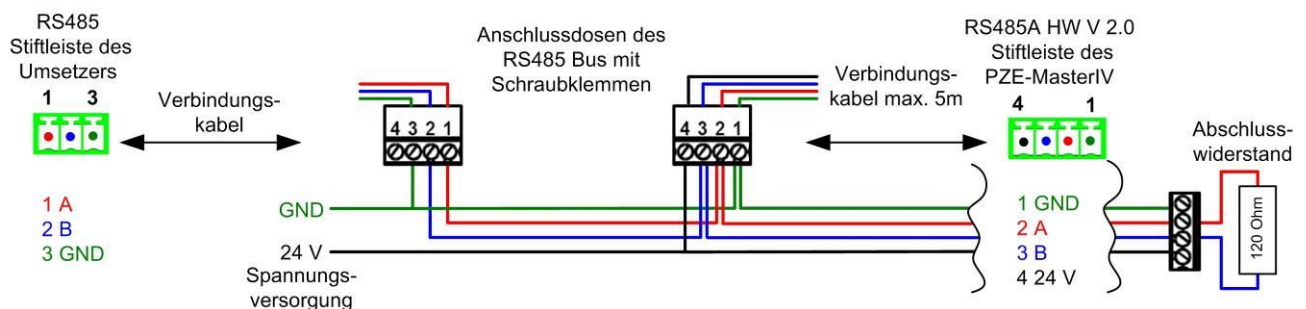 RS485
Stiftleiste des
Umsetzers
1 3
Verbindungs-
kabel
1 A
2 B
3 GND
Anschlussdosen des
RS485 Bus mit
Schraubklemmen
4 3 2 1
4 3 2 1
GND
24 V
Spannungs-
versorgung
Verbindungs-
kabel max. 5m
RS485A HW V 2.0
Stiftleiste des
PZE-MasterIV
4 1
1 GND
2 A
3 B
4 24 V
Abschluss-
widerstand
120 Ohm